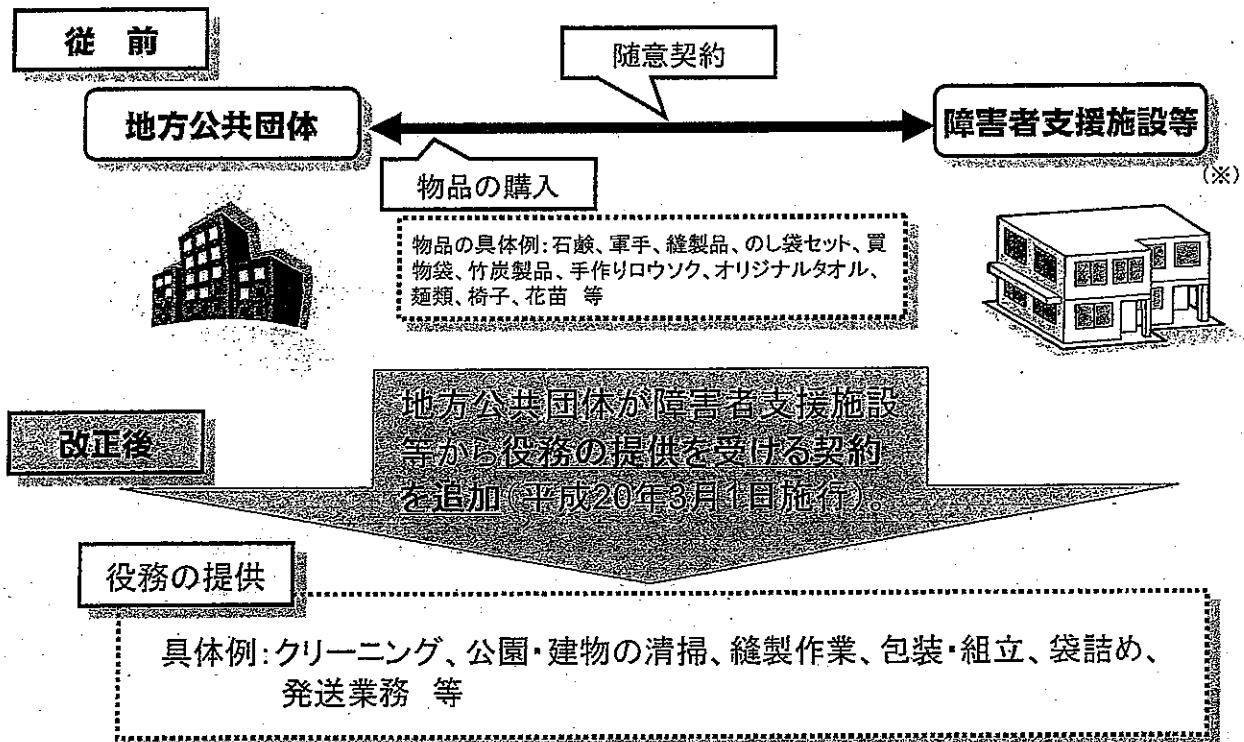 従 前
随意契約
地方公共団体
障害者支援施設等
(※)
物品の購入
物品の具体例:石鹸、軍手、縫製品、のし袋セット、買
物袋、竹炭製品、手作りロウソク、オリジナルタオル、
麺類、椅子、花苗 等
改正後
地方公共団体が障害者支援施設
等から役務の提供を受ける契約
を追加(平成20年3月1日施行)。
役務の提供
具体例:クリーニング、公園・建物の清掃、縫製作業、包装・組立、袋詰め、
発送業務 等